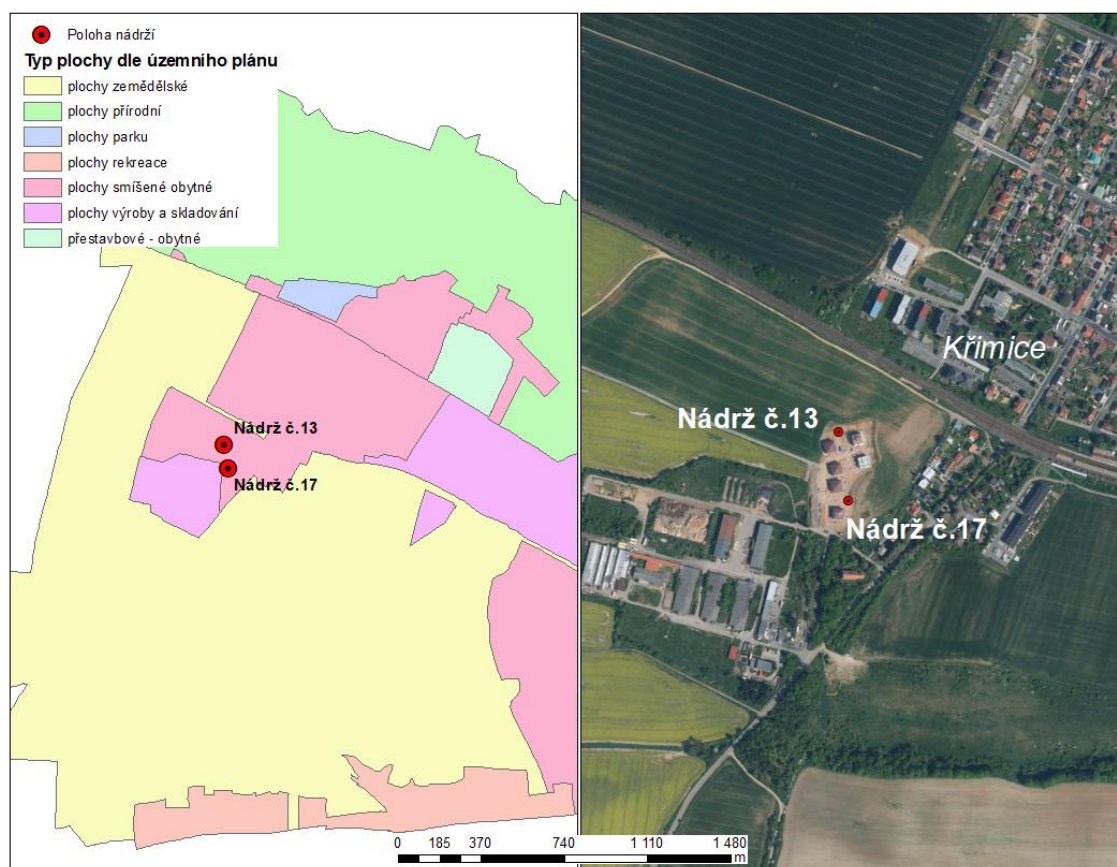 Poloha nádrží
Typ plochy dle územního plánu
plochy zemědělské
plochy přírodní
plochy parku
plochy rekreace
plochy smíšené obytné
plochy výroby a skladování
přestavbové - obytné
Nádrž č.13
Nádrž č.17
Křimice
Nádrž č.13
Nádrž č.17
0 185 370 740 1 110 1 480
m